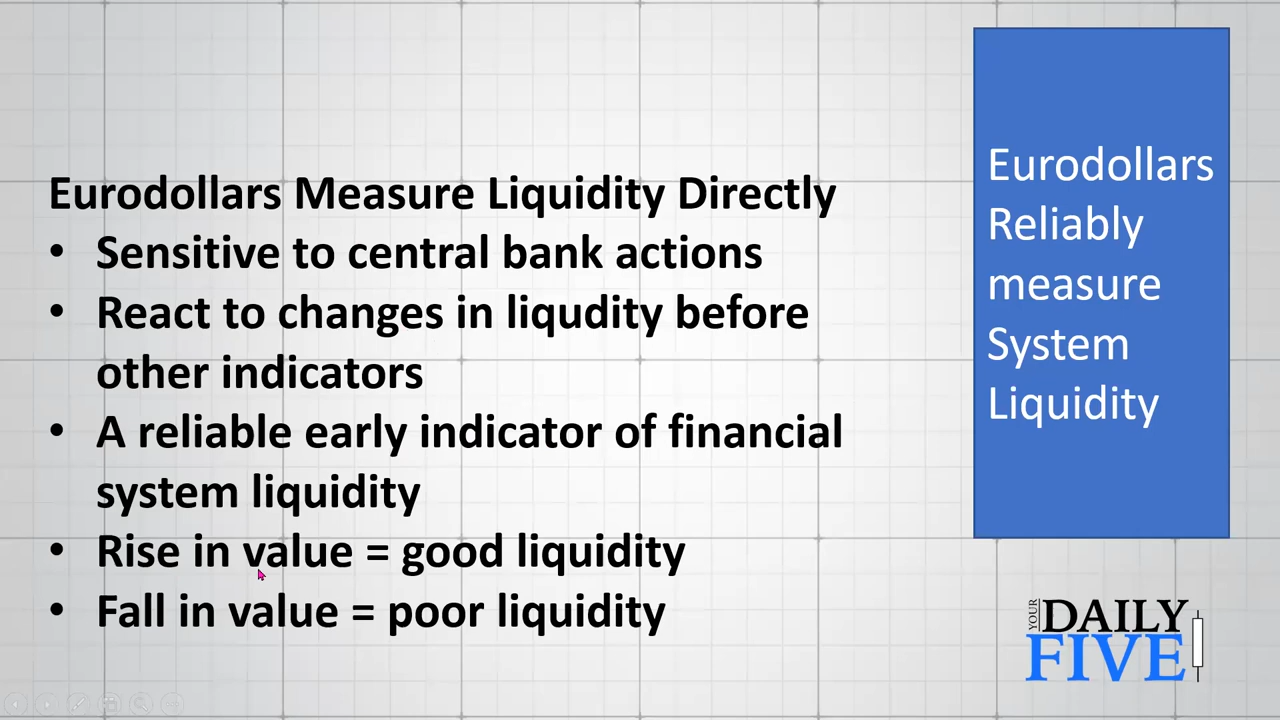 Eurodollars Measure Liquidity Directly
• Sensitive to central bank actions
• React to changes in liqudity before
other indicators
• A reliable early indicator of financial
system liquidity
• Rise in value = good liquidity
• Fall in value = poor liquidity
Eurodollars
Reliably
measure
System
Liquidity
YOUR DAILY
FIVE